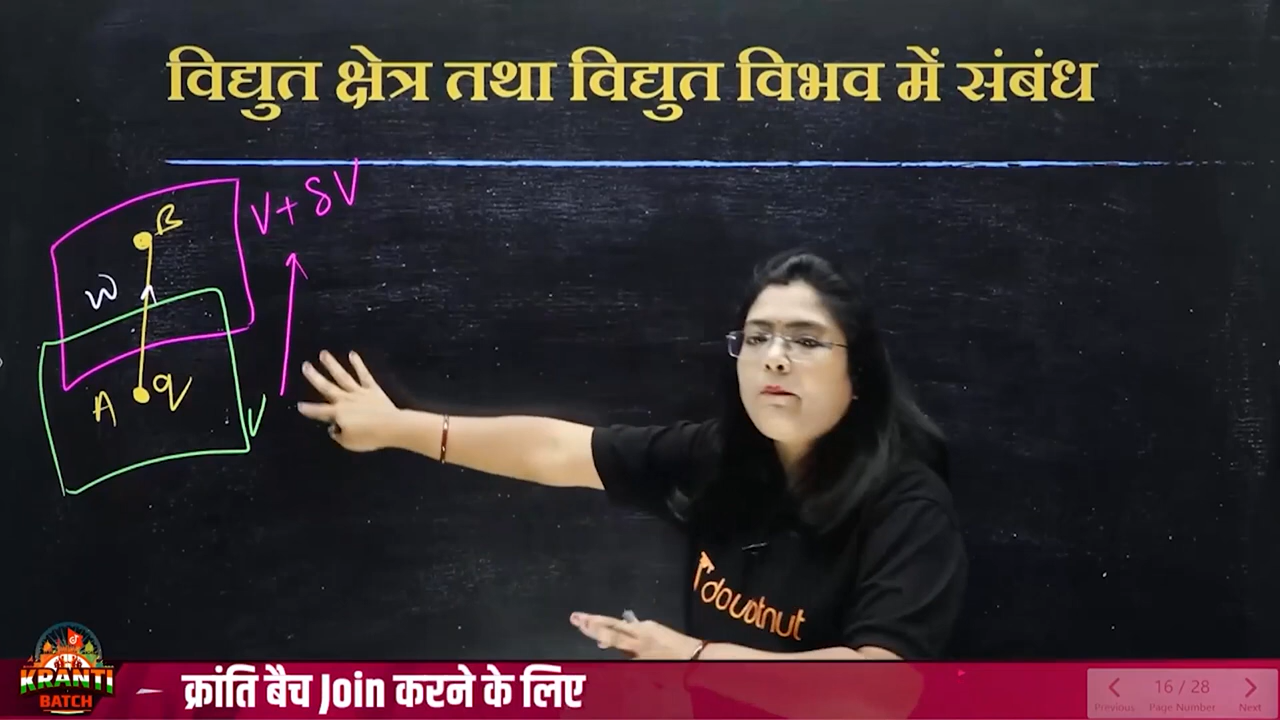 विद्युत क्षेत्र तथा विद्युत विभव में संबंध
V + δV
B
W
A q
V
doubtnut
KRANTI
BATCH
क्रांति बैच Join करने के लिए
16 / 28
Previous Page Number Next